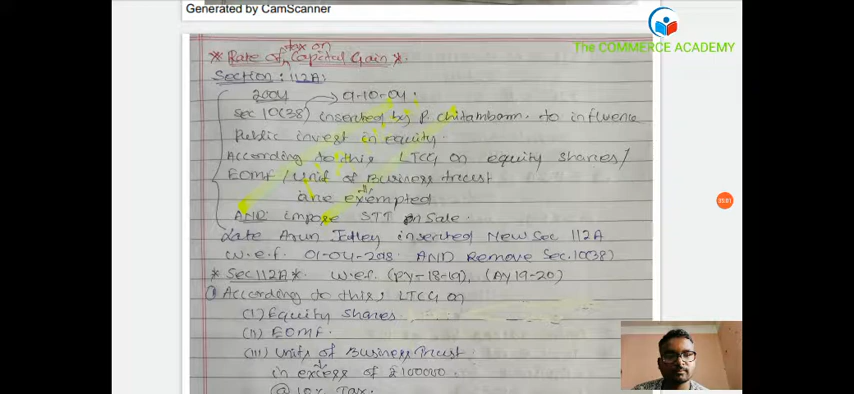 Generated by CamScanner
The COMMERCE ACADEMY
* Rate of tax on Capital Gain *
Section: 112A:
2004 → 01-10-04.
Sec 10(38) inserted by P. Chitambarm. to influence
Public invest in equity
According to this LTCG on equity shares/
EOMF/Unit of Business trust
are exempted
AND impose STT on Sale.
Late Arun Jetley inserted New Sec 112A
W.e.f. 01-04-2018 AND Remove Sec.10(38)
* Sec 112A * W.e.f. (PY-18-19), (AY 19-20)
① According to this, LTCG on
(i) Equity Shares
(ii) EOMF.
(iii) Units of Business Trust
in excess of ₹100000.
@ 10% Tax.